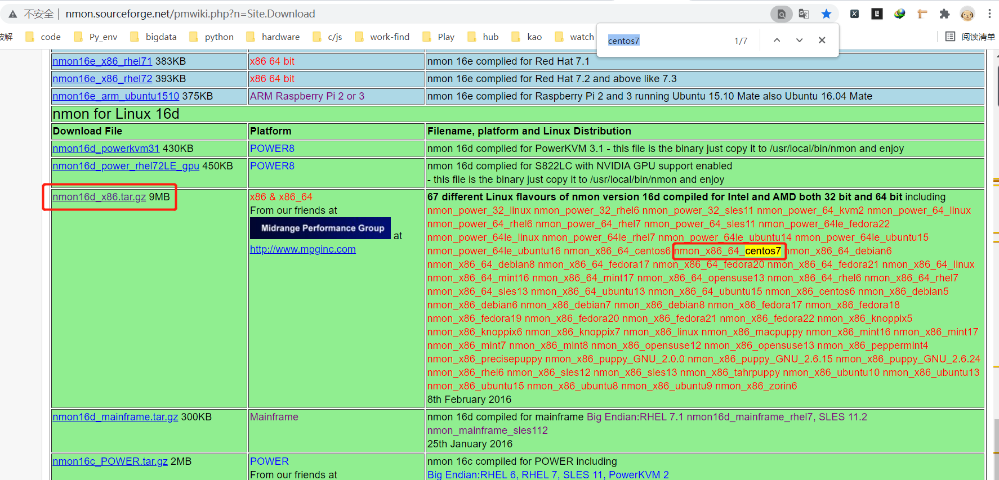 不安全 | nmon.sourceforge.net/pmwiki.php?n=Site.Download
破解 code Py_env bigdata python hardware c/js work-find Play hub kao watch
centos7 1/7
阅读清单
nmon16e_x86_rhel71 383KB x86 64 bit nmon 16e complied for Red Hat 7.1
nmon16e_x86_rhel72 393KB x86 64 bit nmon 16e complied for Red Hat 7.2 and above like 7.3
nmon16e_arm_ubuntu1510 375KB ARM Raspberry Pi 2 or 3 nmon 16e complied for Raspberry Pi 2 and 3 running Ubuntu 15.10 Mate also Ubuntu 16.04 Mate
nmon for Linux 16d
Download File Platform Filename, platform and Linux Distribution
nmon16d_powerkvm31 430KB POWER8 nmon 16d complied for PowerKVM 3.1 - this file is the binary just copy it to /usr/local/bin/nmon and enjoy
nmon16d_power_rhel72LE_gpu 450KB POWER8 nmon 16d complied for S822LC with NVIDIA GPU support enabled
- this file is the binary just copy it to /usr/local/bin/nmon and enjoy
nmon16d_x86.tar.gz 9MB
x86 & x86_64
From our friends at
Midrange Performance Group at
http://www.mpginc.com
67 different Linux flavours of nmon version 16d compiled for Intel and AMD both 32 bit and 64 bit including
nmon_power_32_linux nmon_power_32_rhel6 nmon_power_32_sles11 nmon_power_64_kvm2 nmon_power_64_linux
nmon_power_64_rhel6 nmon_power_64_rhel7 nmon_power_64_sles11 nmon_power_64le_fedora22
nmon_power_64le_linux nmon_power_64le_rhel7 nmon_power_64le_ubuntu14 nmon_power_64le_ubuntu15
nmon_power_64le_ubuntu16 nmon_x86_64_centos6 nmon_x86_64_centos7 nmon_x86_64_debian6
nmon_x86_64_debian8 nmon_x86_64_fedora17 nmon_x86_64_fedora20 nmon_x86_64_fedora21 nmon_x86_64_linux
nmon_x86_64_mint16 nmon_x86_64_mint17 nmon_x86_64_opensuse13 nmon_x86_64_rhel6 nmon_x86_64_rhel7
nmon_x86_64_sles13 nmon_x86_64_ubuntu13 nmon_x86_64_ubuntu15 nmon_x86_centos6 nmon_x86_debian5
nmon_x86_debian6 nmon_x86_debian7 nmon_x86_debian8 nmon_x86_fedora17 nmon_x86_fedora18
nmon_x86_fedora19 nmon_x86_fedora20 nmon_x86_fedora21 nmon_x86_fedora22 nmon_x86_knoppix5
nmon_x86_knoppix6 nmon_x86_knoppix7 nmon_x86_linux nmon_x86_macpuppy nmon_x86_mint16 nmon_x86_mint17
nmon_x86_mint7 nmon_x86_mint8 nmon_x86_opensuse12 nmon_x86_opensuse13 nmon_x86_peppermint4
nmon_x86_precisepuppy nmon_x86_puppy_GNU_2.0.0 nmon_x86_puppy_GNU_2.6.15 nmon_x86_puppy_GNU_2.6.24
nmon_x86_rhel6 nmon_x86_sles12 nmon_x86_sles13 nmon_x86_tahrpuppy nmon_x86_ubuntu10 nmon_x86_ubuntu13
nmon_x86_ubuntu15 nmon_x86_ubuntu8 nmon_x86_ubuntu9 nmon_x86_zorin6
8th February 2016
nmon16d_mainframe.tar.gz 300KB Mainframe nmon 16d compiled for mainframe Big Endian:RHEL 7.1 nmon16d_mainframe_rhel7, SLES 11.2
nmon_mainframe_sles112
25th January 2016
nmon16c_POWER.tar.gz 2MB POWER nmon 16c compiled for POWER including
From our friends at Big Endian:RHEL 6, RHEL 7, SLES 11, PowerKVM 2